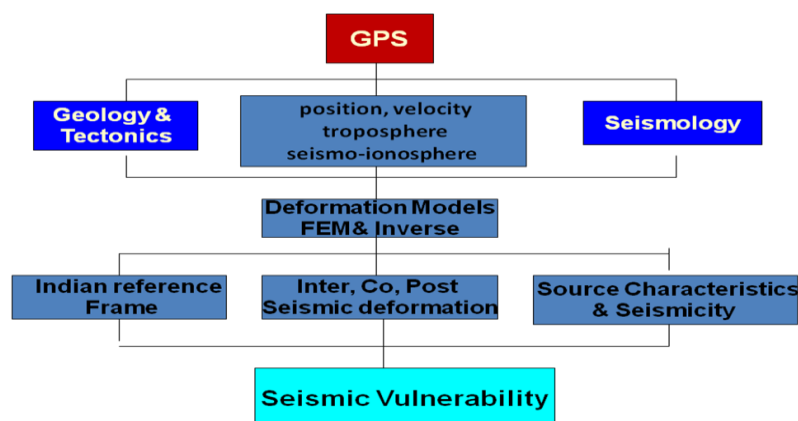 GPS
Geology &
Tectonics
position, velocity
troposphere
seismo-ionosphere
Seismology
Deformation Models
FEM& Inverse
Indian reference
Frame
Inter, Co, Post
Seismic deformation
Source Characteristics
& Seismicity
Seismic Vulnerability